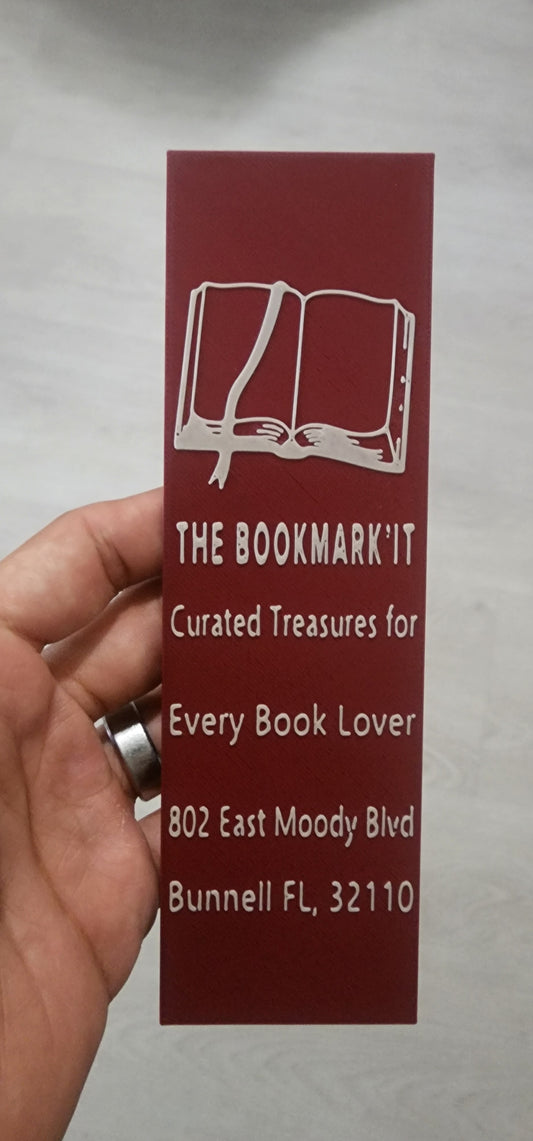 THE BOOKMARK'IT
Curated Treasures for
Every Book Lover
802 East Moody Blvd
Bunnell FL, 32110